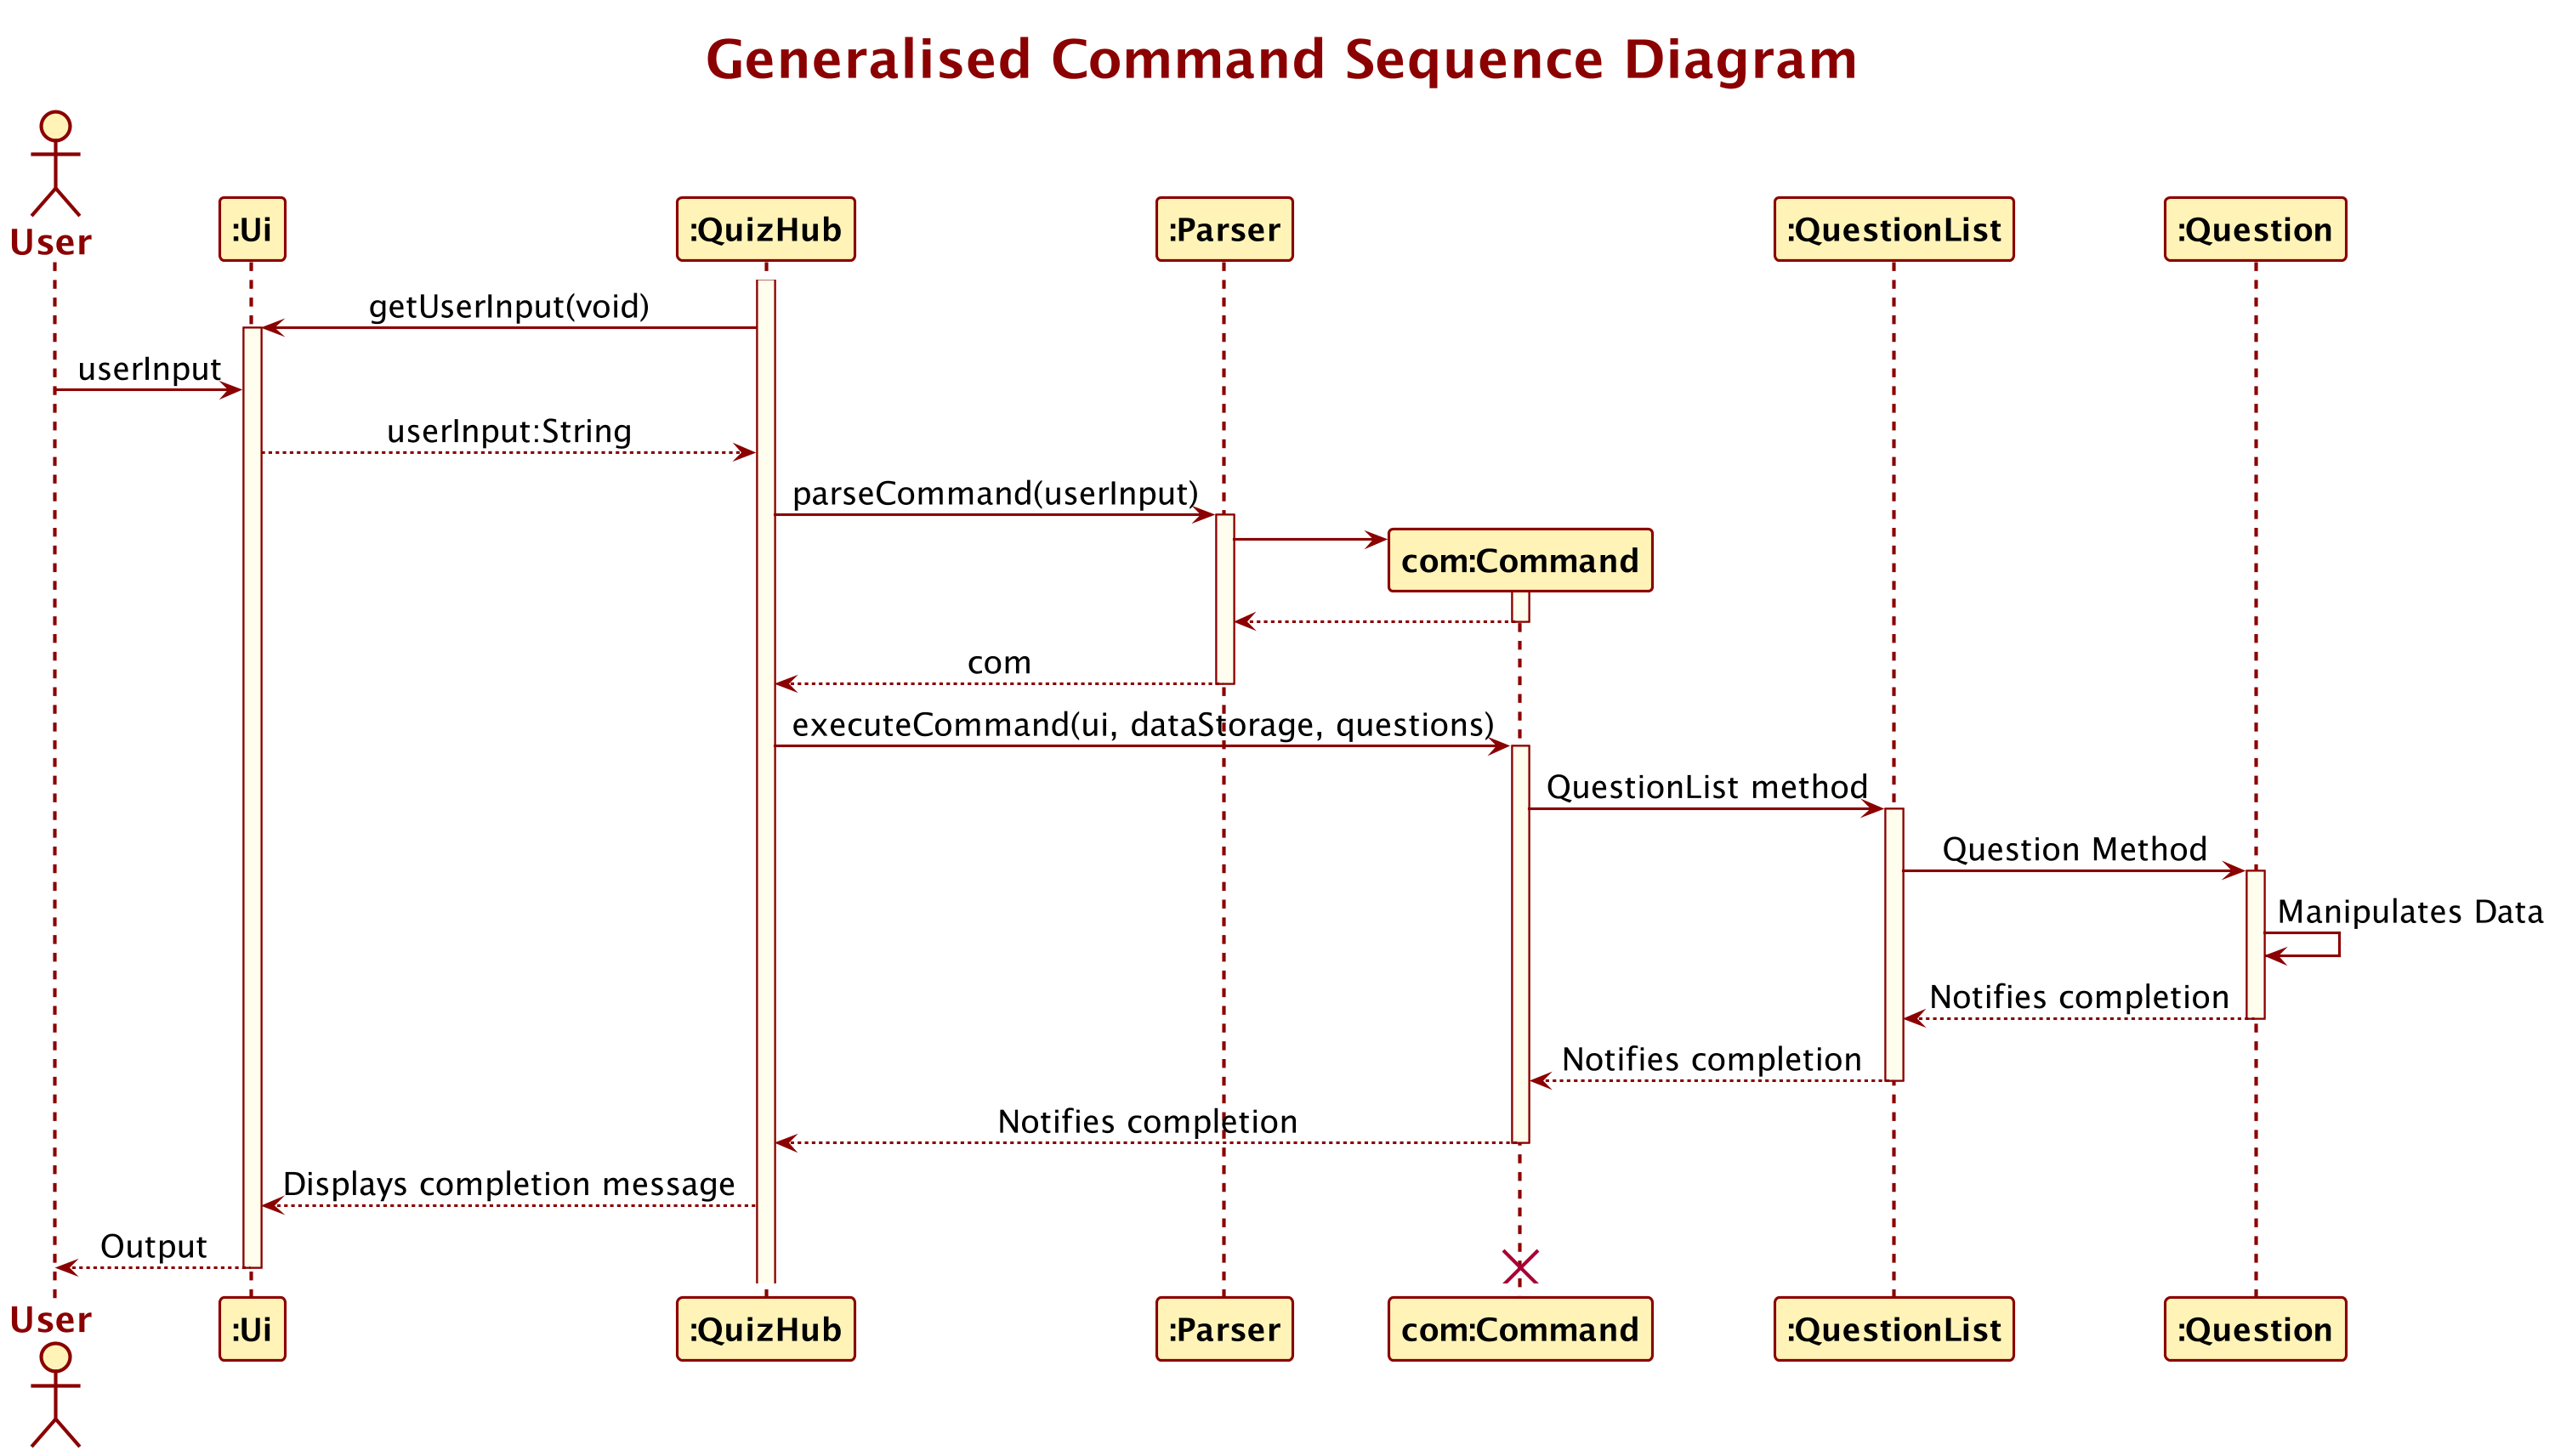 Generalised Command Sequence Diagram
User
:Ui
:QuizHub
:Parser
:QuestionList
:Question
getUserInput(void)
userInput
userInput:String
parseCommand(userInput)
com:Command
com
executeCommand(ui, dataStorage, questions)
QuestionList method
Question Method
Manipulates Data
Notifies completion
Notifies completion
Notifies completion
Displays completion message
Output
User
:Ui
:QuizHub
:Parser
com:Command
:QuestionList
:Question